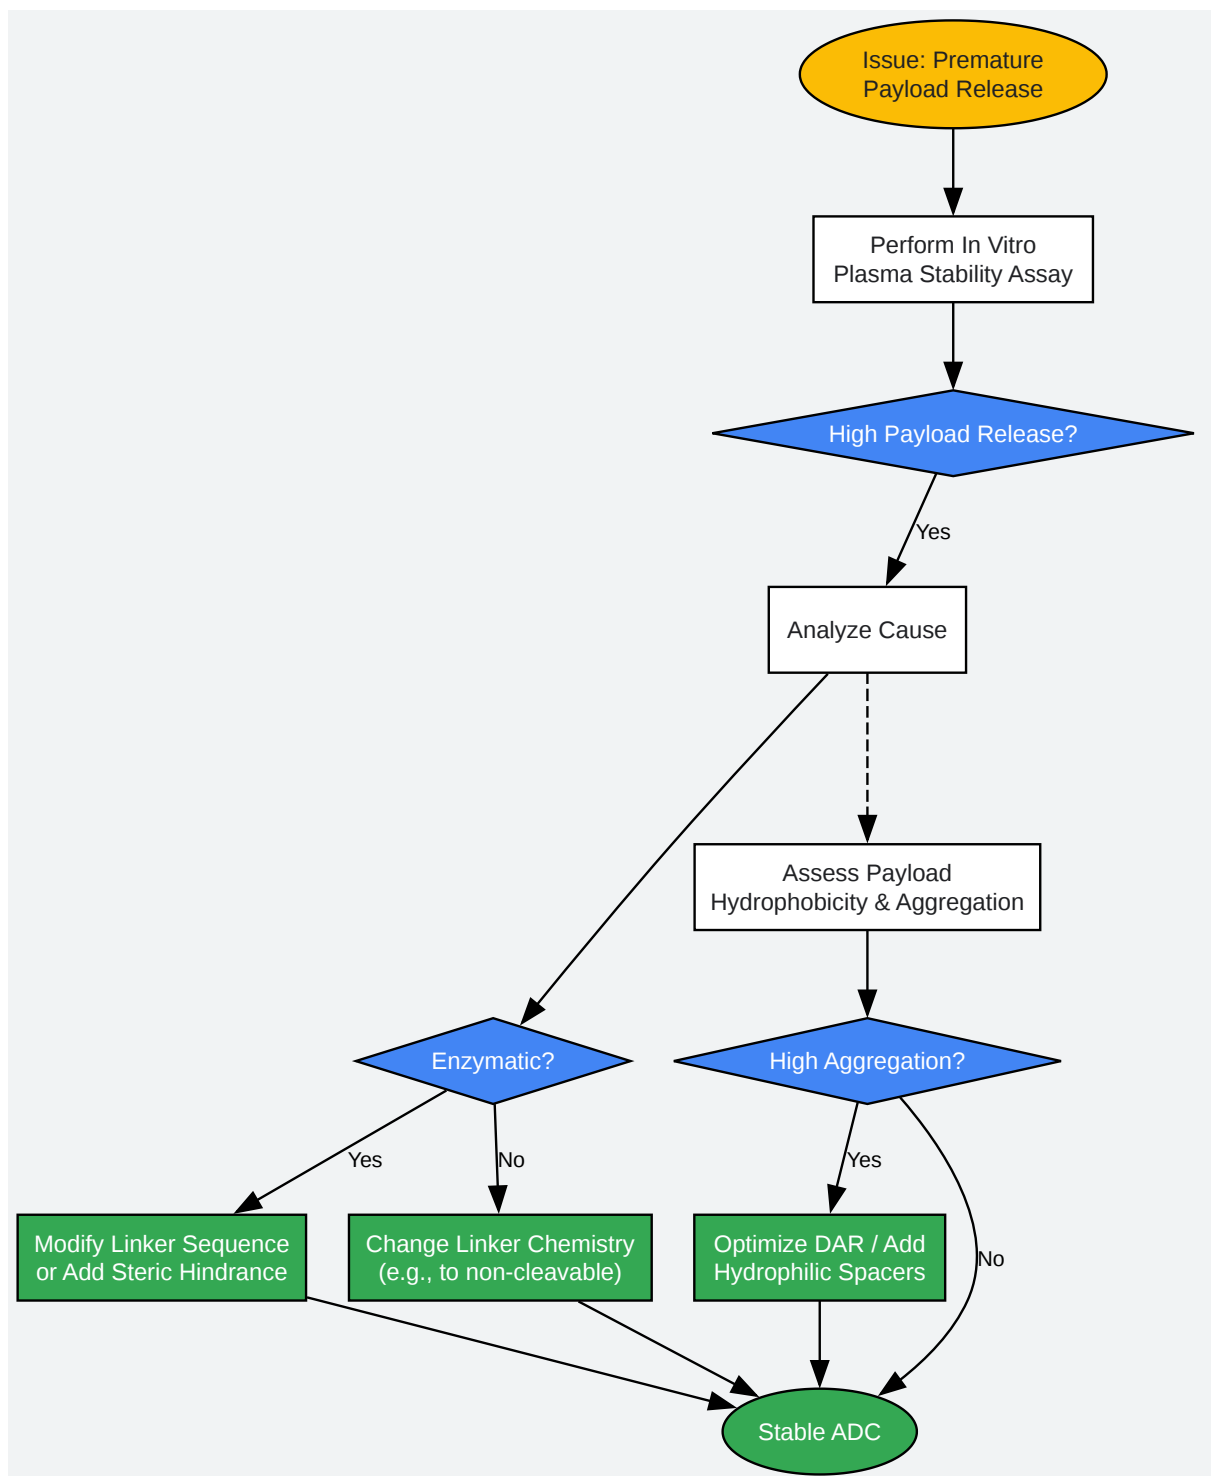 Issue: Premature
Payload Release
Perform In Vitro
Plasma Stability Assay
High Payload Release?
Yes
Analyze Cause
Assess Payload
Hydrophobicity & Aggregation
Enzymatic?
High Aggregation?
Yes
No
Yes
No
Modify Linker Sequence
or Add Steric Hindrance
Change Linker Chemistry
(e.g., to non-cleavable)
Optimize DAR / Add
Hydrophilic Spacers
Stable ADC